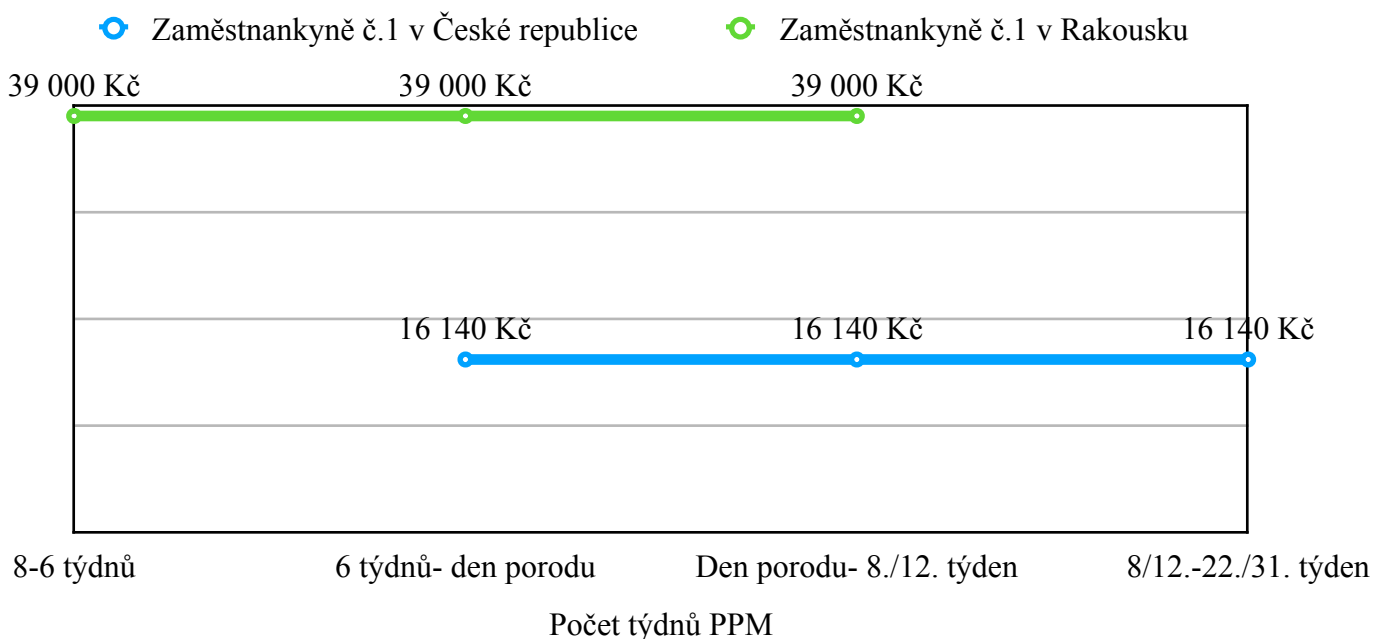 Zaměstnankyně č.1 v České republice Zaměstnankyně č.1 v Rakousku
39 000 Kč 39 000 Kč 39 000 Kč
16 140 Kč 16 140 Kč 16 140 Kč
8-6 týdnů 6 týdnů- den porodu Den porodu- 8./12. týden 8/12.-22./31. týden
Počet týdnů PPM